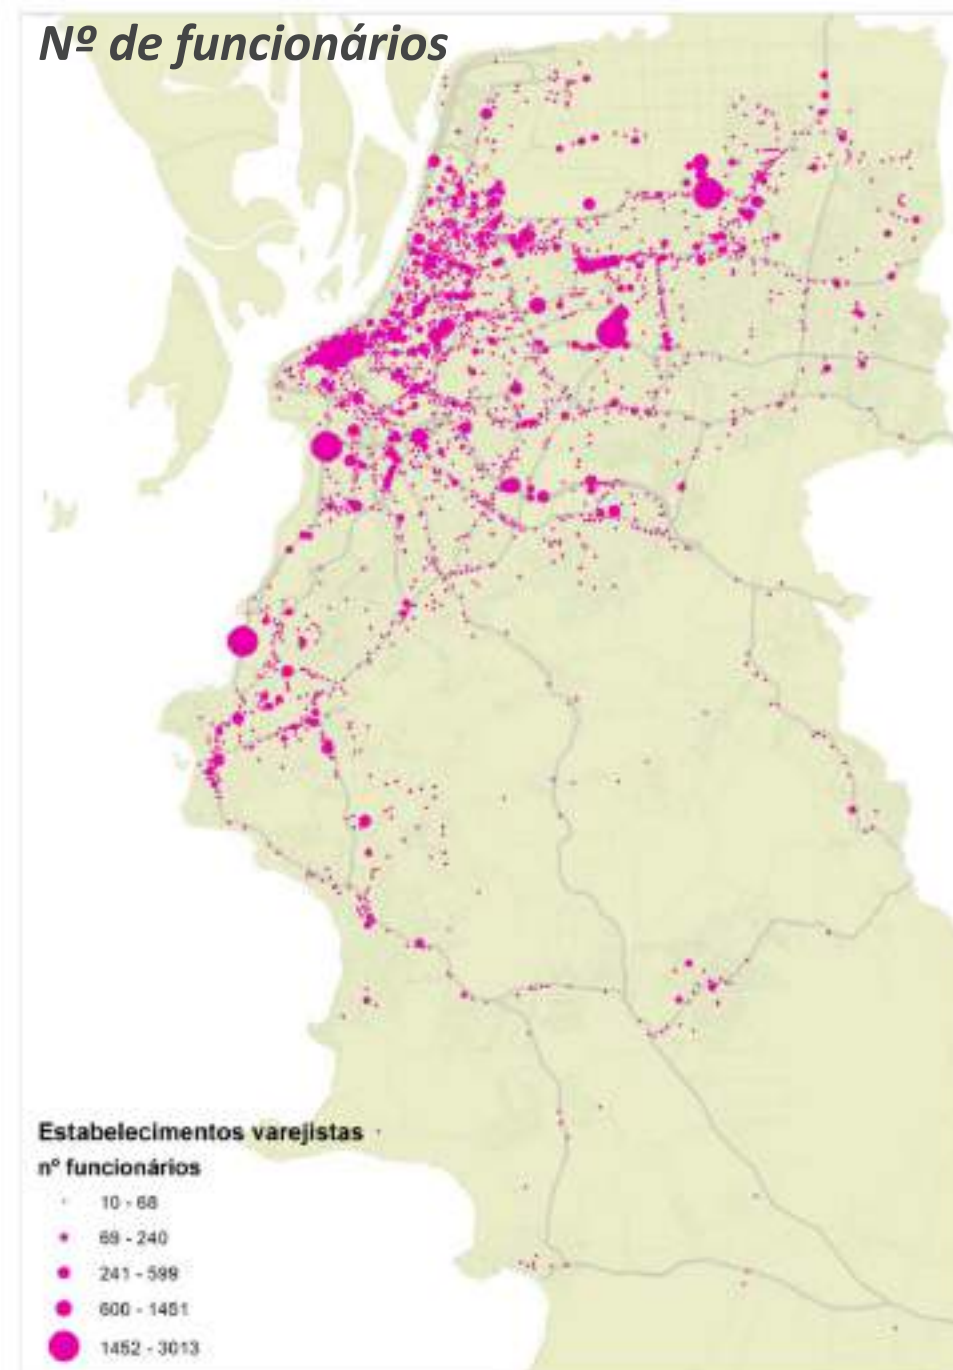 Nº de funcionários
Estabelecimentos varejistas
nº funcionários
10 - 68
69 - 240
241 - 599
600 - 1451
1452 - 3013